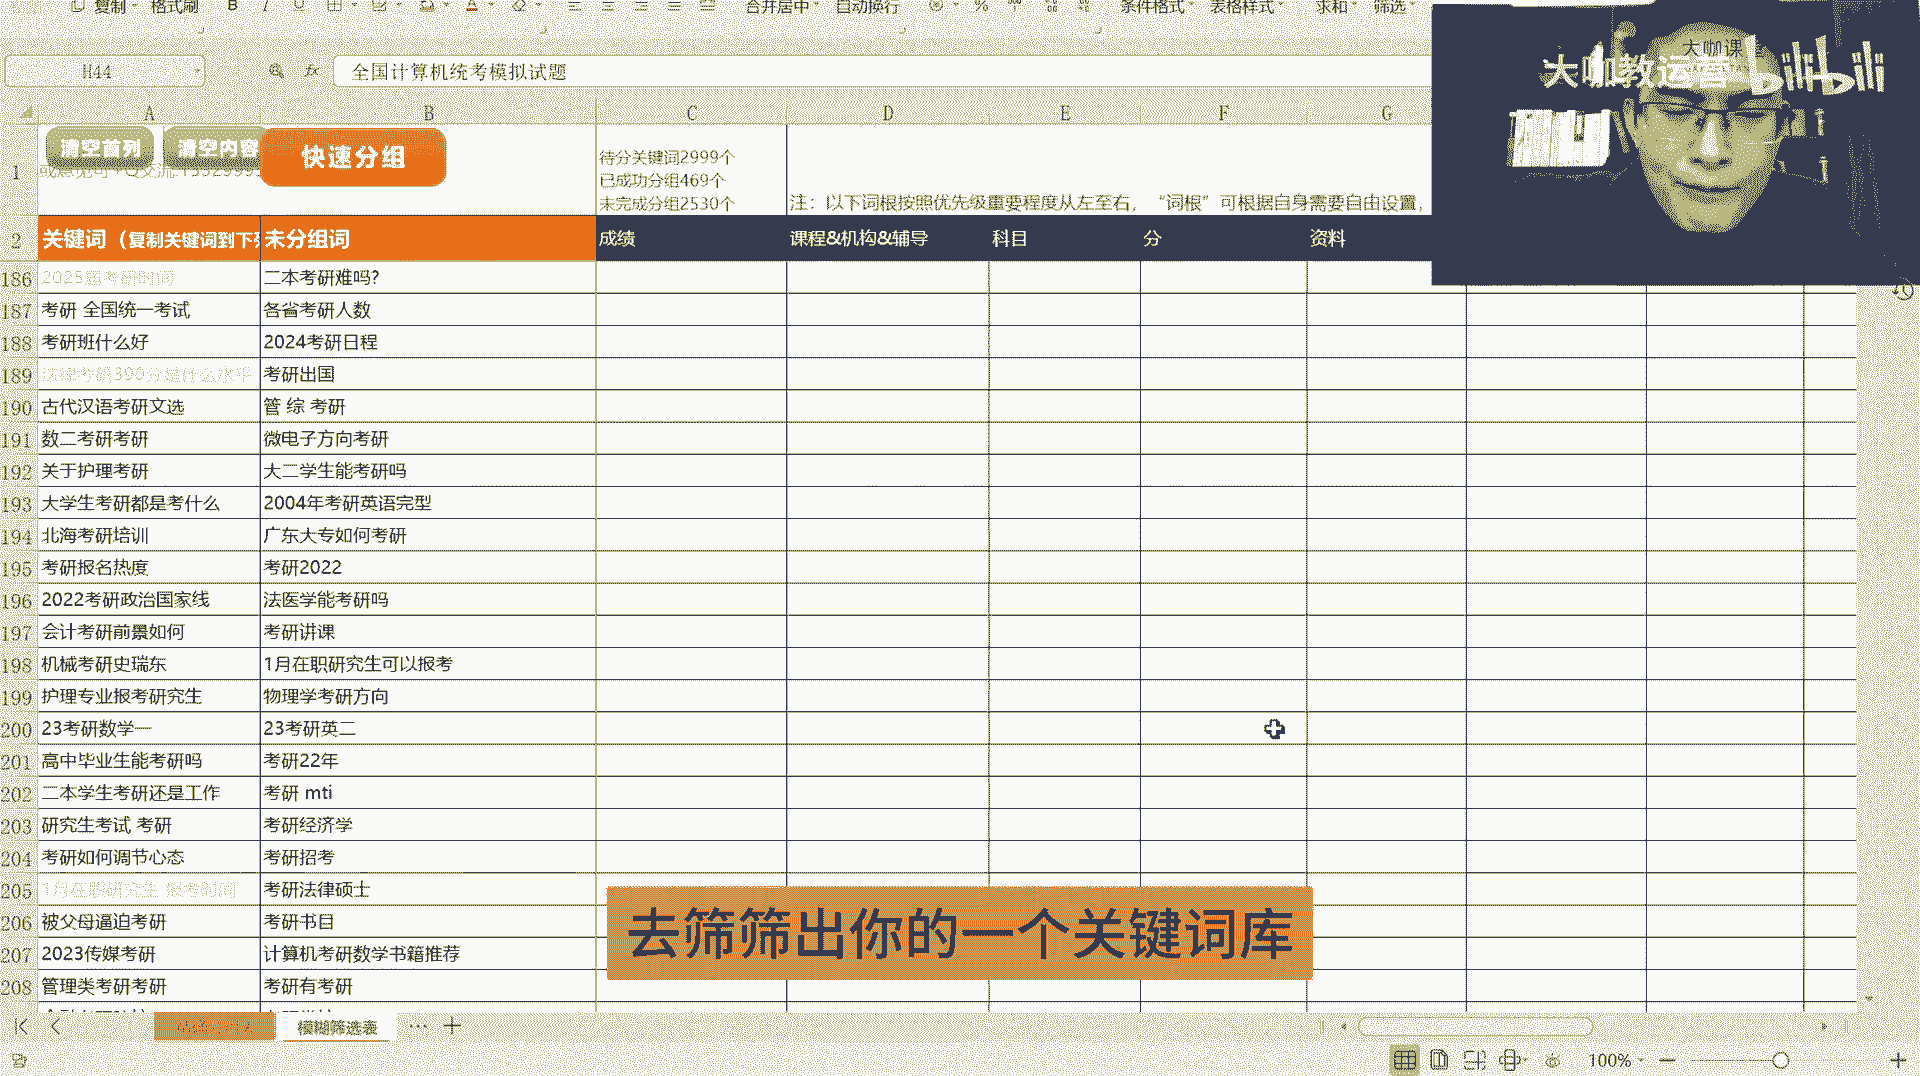 复制 格式刷 B I U A 合并居中 自动换行 % 条件格式 表格样式 求和 筛选
H44 fx 全国计算机统考模拟试题
大咖课
大咖教运营 bilibili
A B C D E F G
1 清空首列 清空内容 快速分组
待分关键词2999个
已成功分组469个
未完成分组2530个
注：以下词根按照优先级重要程度从左至右，“词根”可根据自身需要自由设置，
2 关键词（复制关键词到下列 未分组词 成绩 课程&机构&辅导 科目 分 资料
186 2025届考研时间 二本考研难吗?
187 考研 全国统一考试 各省考研人数
188 考研班什么好 2024考研日程
189 法律考研390分是什么水平 考研出国
190 古代汉语考研文选 管 综 考研
191 数二考研考研 微电子方向考研
192 关于护理考研 大二学生能考研吗
193 大学生考研都是考什么 2004年考研英语完型
194 北海考研培训 广东大专如何考研
195 考研报名热度 考研2022
196 2022考研政治国家线 法医学能考研吗
197 会计考研前景如何 考研讲课
198 机械考研史瑞东 1月在职研究生可以报考
199 护理专业报考研究生 物理学考研方向
200 23考研数学一 23考研英二
201 高中毕业生能考研吗 考研22年
202 二本学生考研还是工作 考研 mti
203 研究生考试 考研 考研经济学
204 考研如何调节心态 考研招考
205 1月在职研究生 报考时间 考研法律硕士
206 被父母逼迫考研 考研书目
207 2023传媒考研 计算机考研数学书籍推荐
208 管理类考研考研 考研有考研
去筛筛出你的一个关键词库
模糊筛选表 ··· +
100%